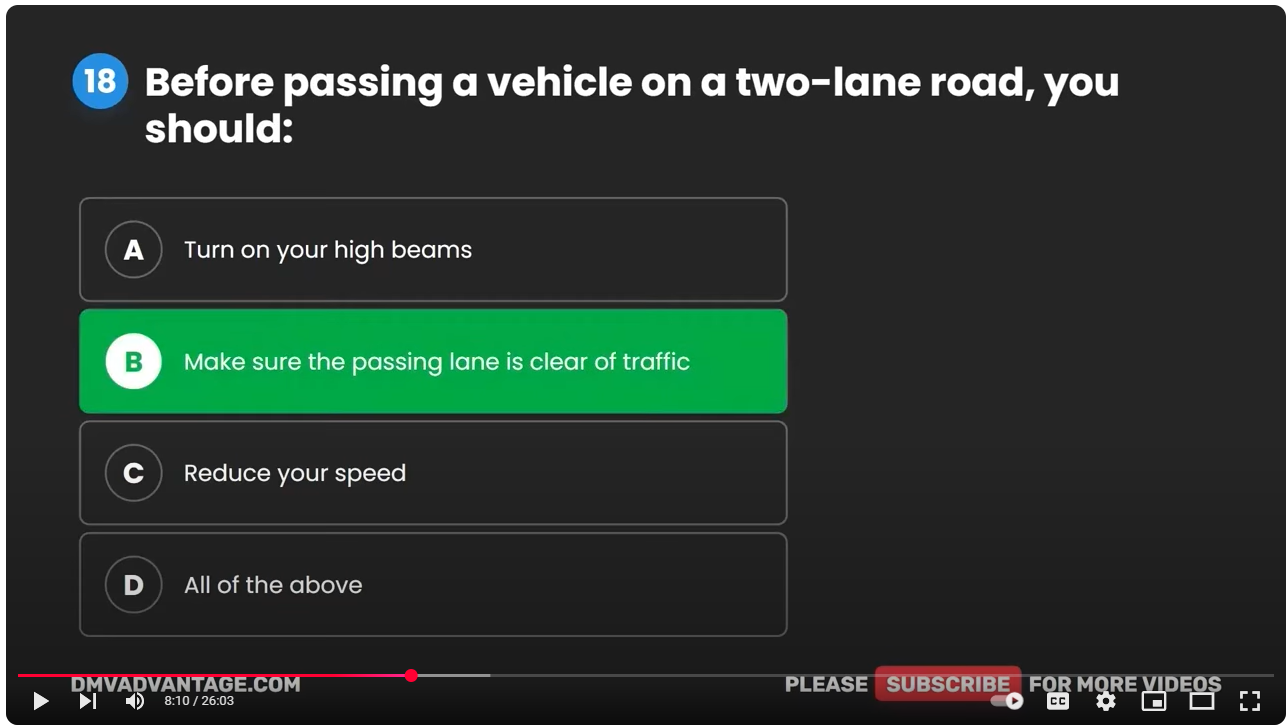 18 Before passing a vehicle on a two-lane road, you
should:
A Turn on your high beams
B Make sure the passing lane is clear of traffic
C Reduce your speed
D All of the above
DMVADVANTAGE.COM PLEASE SUBSCRIBE FOR MORE VIDEOS
8:10 / 26:03 CC